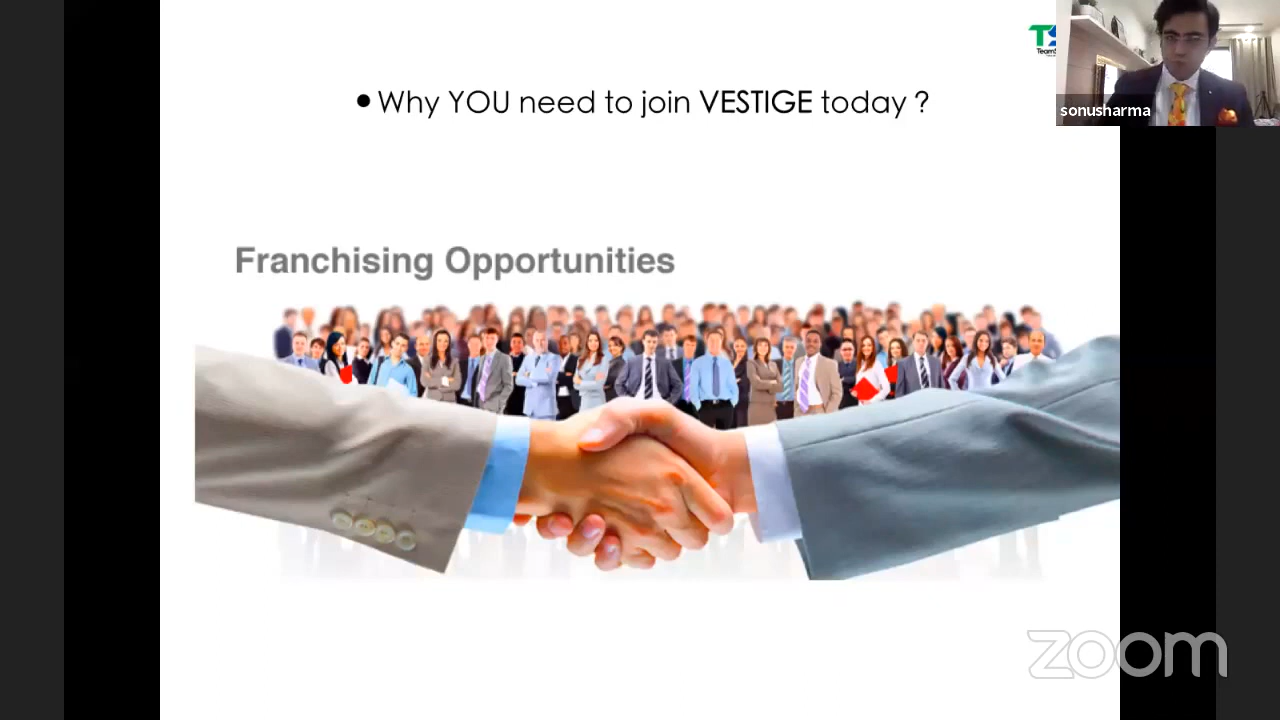 • Why YOU need to join VESTIGE today ?
sonusharma
Franchising Opportunities
zoom